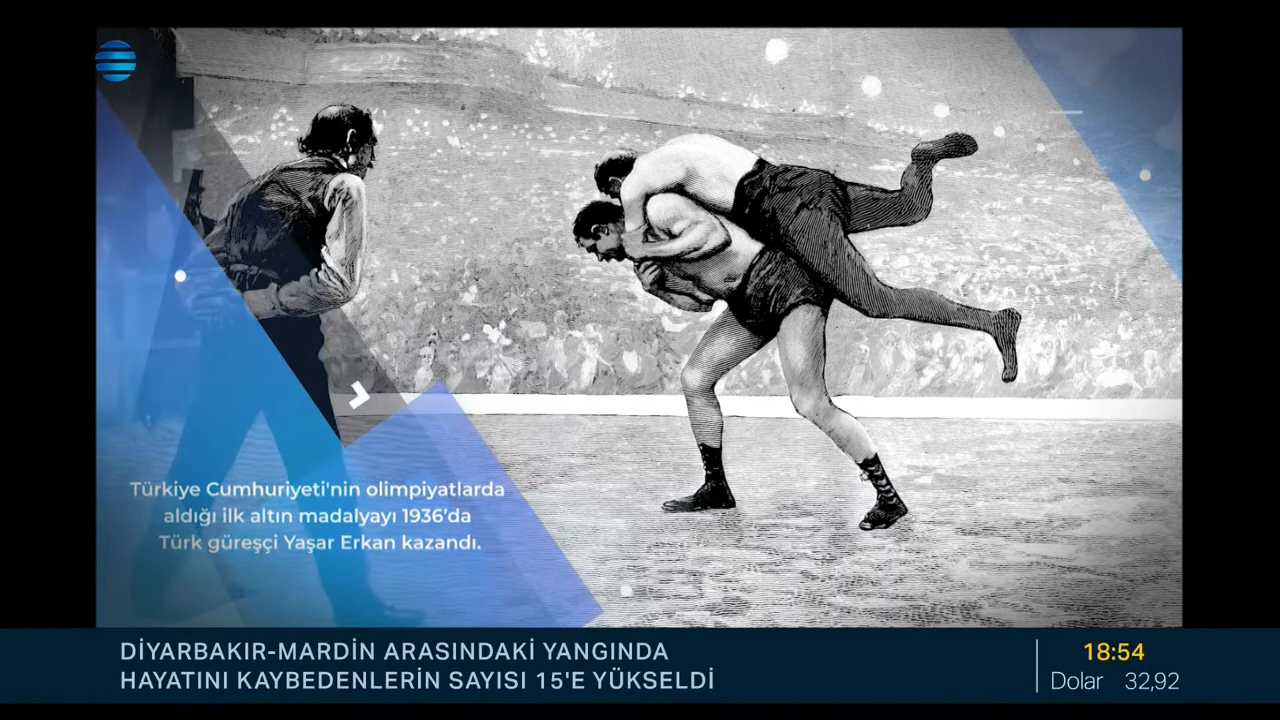 Türkiye Cumhuriyeti'nin olimpiyatlarda
aldığı ilk altın madalyayı 1936'da
Türk güreşçi Yaşar Erkan kazandı.
DİYARBAKIR-MARDİN ARASINDAKİ YANGINDA
HAYATINI KAYBEDENLERİN SAYISI 15'E YÜKSELDİ
18:54
Dolar 32,92